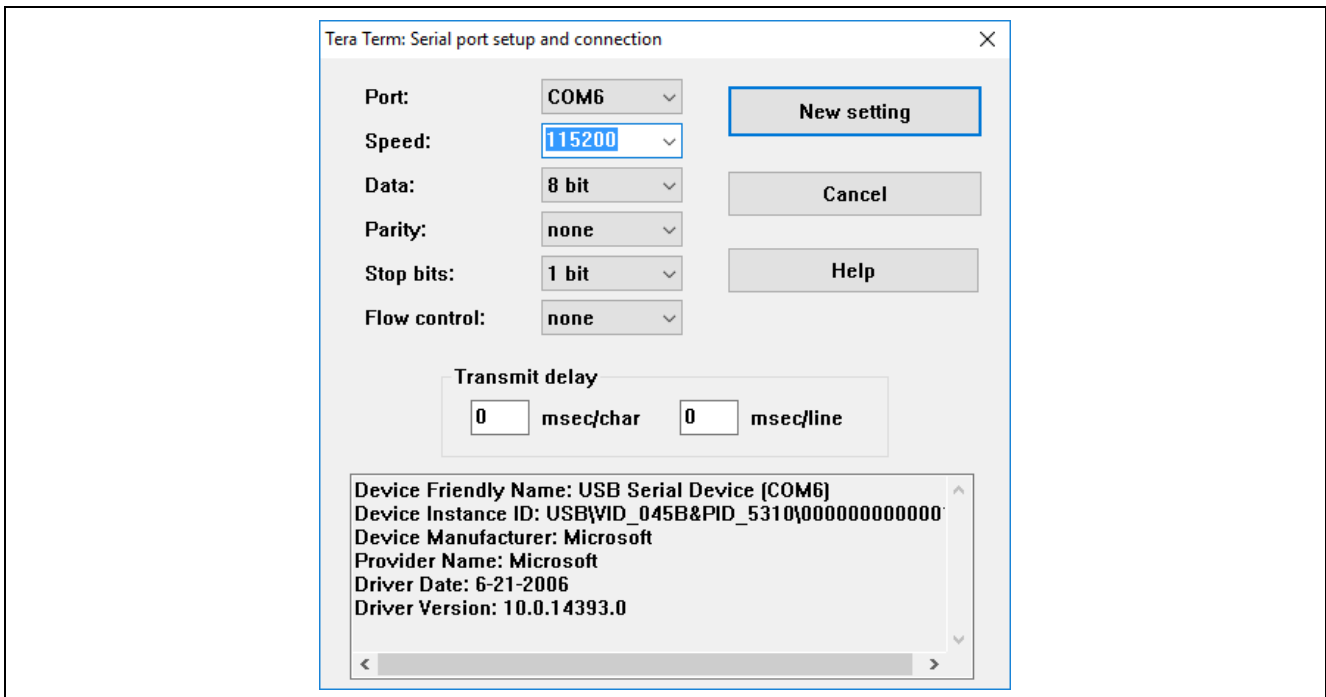 Tera Term: Serial port setup and connection
Port: COM6
New setting
Speed: 115200
Data: 8 bit
Cancel
Parity: none
Stop bits: 1 bit
Help
Flow control: none
Transmit delay
0 msec/char 0 msec/line
Device Friendly Name: USB Serial Device (COM6)
Device Instance ID: USB\VID_045B&PID_5310\000000000000
Device Manufacturer: Microsoft
Provider Name: Microsoft
Driver Date: 6-21-2006
Driver Version: 10.0.14393.0